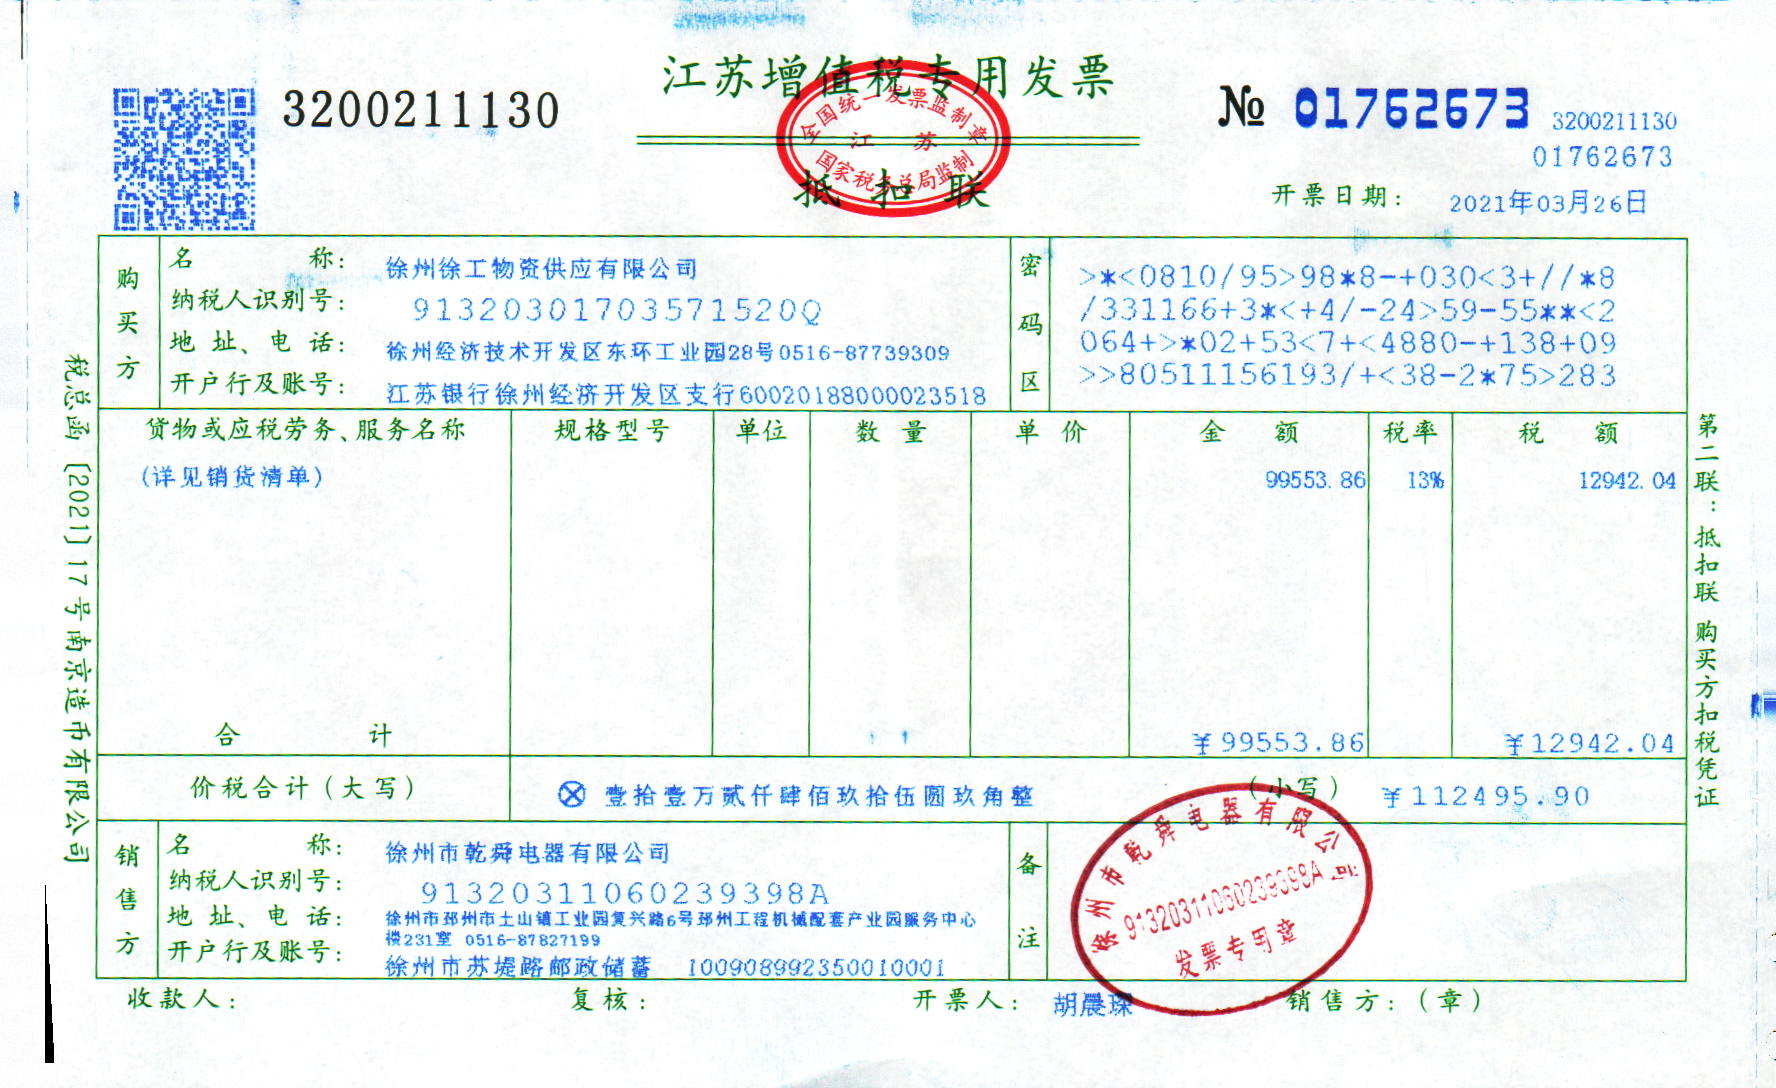 江苏增值税专用发票
3200211130
№ 01762673
3200211130
01762673
全国统一发票监制章
江苏
国家税务总局监制
抵扣联
开票日期： 2021年03月26日
购买方
名称： 徐州徐工物资供应有限公司
纳税人识别号： 91320301703571520Q
地址、电话： 徐州经济技术开发区东环工业园28号0516-87739309
开户行及账号： 江苏银行徐州经济开发区支行60020188000023518
密码区
>*<0810/95>98*8-+030<3+//*8
/331166+3*<+4/-24>59-55**<2
064+>*02+53<7+<4880-+138+09
>>80511156193/+<38-2*75>283
货物或应税劳务、服务名称 规格型号 单位 数量 单价 金额 税率 税额
(详见销货清单) 99553.86 13% 12942.04
合计 ¥99553.86 ¥12942.04
价税合计（大写） ⊗ 壹拾壹万贰仟肆佰玖拾伍圆玖角整 （小写） ¥112495.90
销售方
名称： 徐州市乾舜电器有限公司
纳税人识别号： 91320311060239398A
地址、电话： 徐州市邳州市土山镇工业园复兴路6号邳州工程机械配套产业园服务中心
楼231室 0516-87827199
开户行及账号： 徐州市苏堤路邮政储蓄 100908992350010001
备注
徐州市乾舜电器有限公司
91320311060239398A
发票专用章
收款人： 复核： 开票人： 胡晨琛 销售方：（章）
税总函〔2021〕17号南京造币有限公司
第二联：抵扣联 购买方扣税凭证